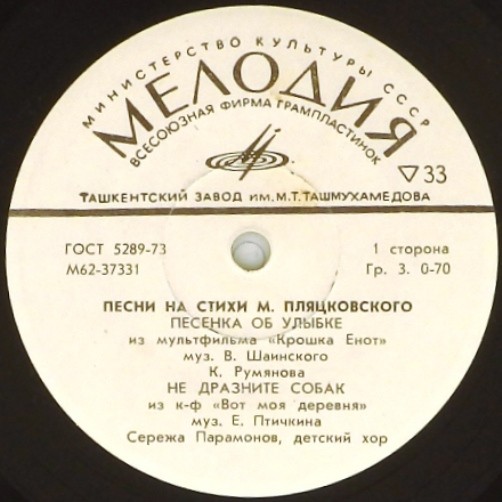 МИНИСТЕРСТВО КУЛЬТУРЫ СССР
МЕЛОДИЯ
ВСЕСОЮЗНАЯ ФИРМА ГРАМПЛАСТИНОК
▽33
ТАШКЕНТСКИЙ ЗАВОД ИМ. М.Т. ТАШМУХАМЕДОВА
ГОСТ 5289-73
1 сторона
М62-37331
Гр. 3. 0-70
ПЕСНИ НА СТИХИ М. ПЛЯЦКОВСКОГО
ПЕСЕНКА ОБ УЛЫБКЕ
из мультфильма «Крошка Енот»
муз. В. Шаинского
К. Румянова
НЕ ДРАЗНИТЕ СОБАК
из к-ф «Вот моя деревня»
муз. Е. Птичкина
Сережа Парамонов, детский хор